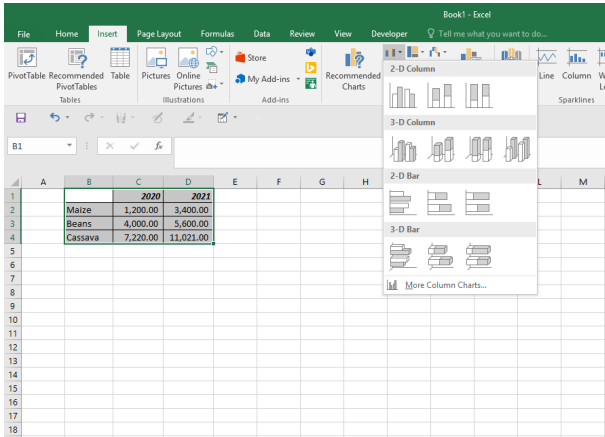 Book1 - Excel
File Home Insert Page Layout Formulas Data Review View Developer Tell me what you want to do...
PivotTable Recommended PivotTables Table
Tables
Pictures Online Pictures
Illustrations
Store
My Add-ins
Add-ins
Recommended Charts
2-D Column
3-D Column
2-D Bar
3-D Bar
More Column Charts...
Line Column
Sparklines
B1 fx
A B C D E F G H L M
1 2020 2021
2 Maize 1,200.00 3,400.00
3 Beans 4,000.00 5,600.00
4 Cassava 7,220.00 11,021.00
5
6
7
8
9
10
11
12
13
14
15
16
17
18